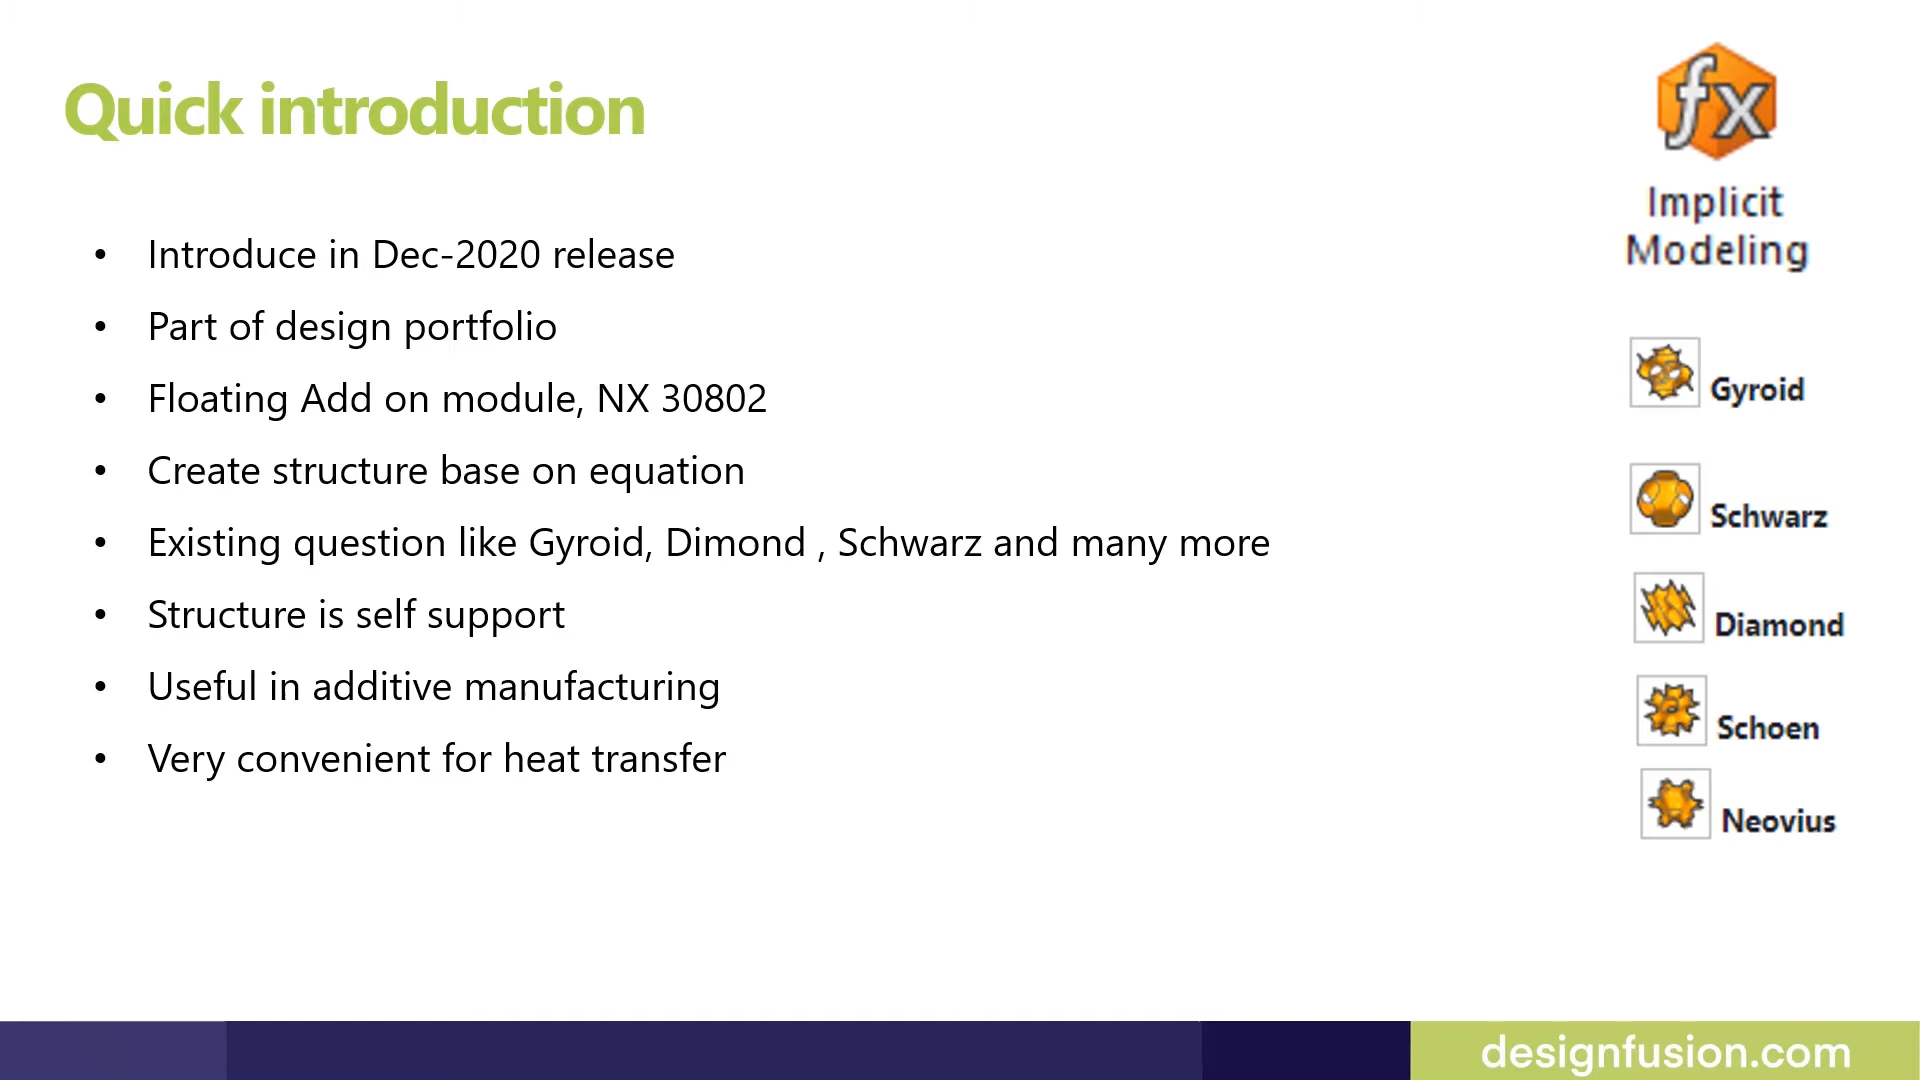 Quick introduction
• Introduce in Dec-2020 release
• Part of design portfolio
• Floating Add on module, NX 30802
• Create structure base on equation
• Existing question like Gyroid, Dimond , Schwarz and many more
• Structure is self support
• Useful in additive manufacturing
• Very convenient for heat transfer
fx
Implicit
Modeling
Gyroid
Schwarz
Diamond
Schoen
Neovius
designfusion.com